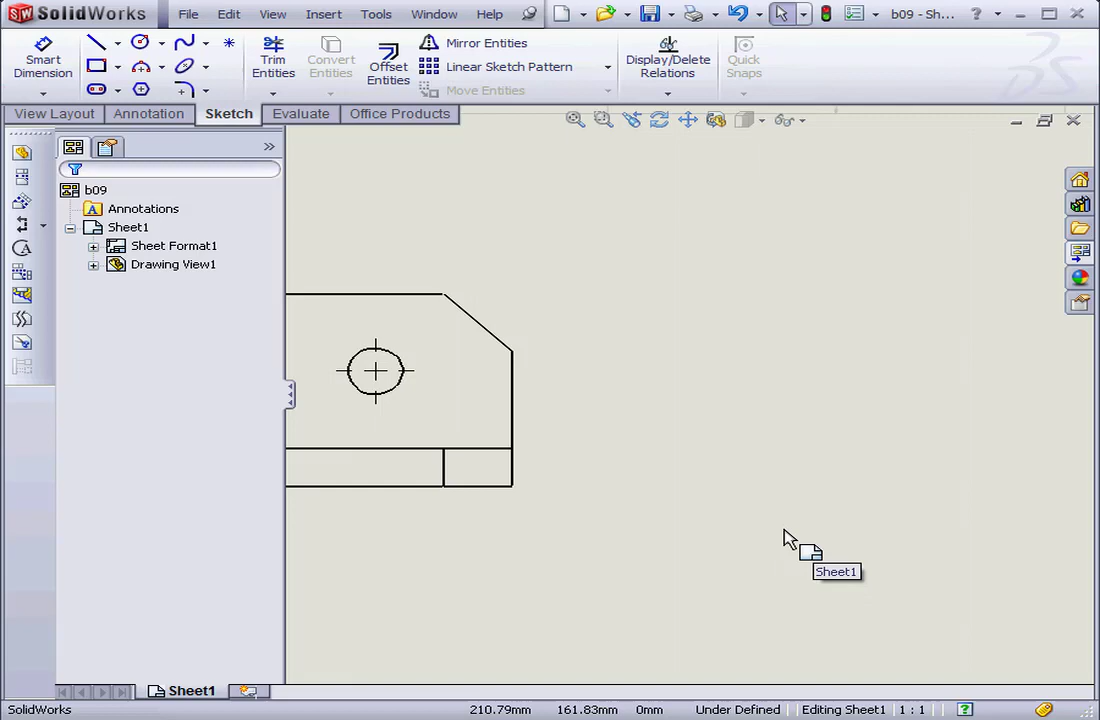 SolidWorks File Edit View Insert Tools Window Help b09 - Sh... ?
Smart Dimension
Trim Entities
Convert Entities
Offset Entities
Mirror Entities
Linear Sketch Pattern
Move Entities
Display/Delete Relations
Quick Snaps
View Layout Annotation Sketch Evaluate Office Products
b09
A Annotations
Sheet1
Sheet Format1
Drawing View1
Sheet1
Sheet1
SolidWorks 210.79mm 161.83mm 0mm Under Defined Editing Sheet1 1 : 1 ?